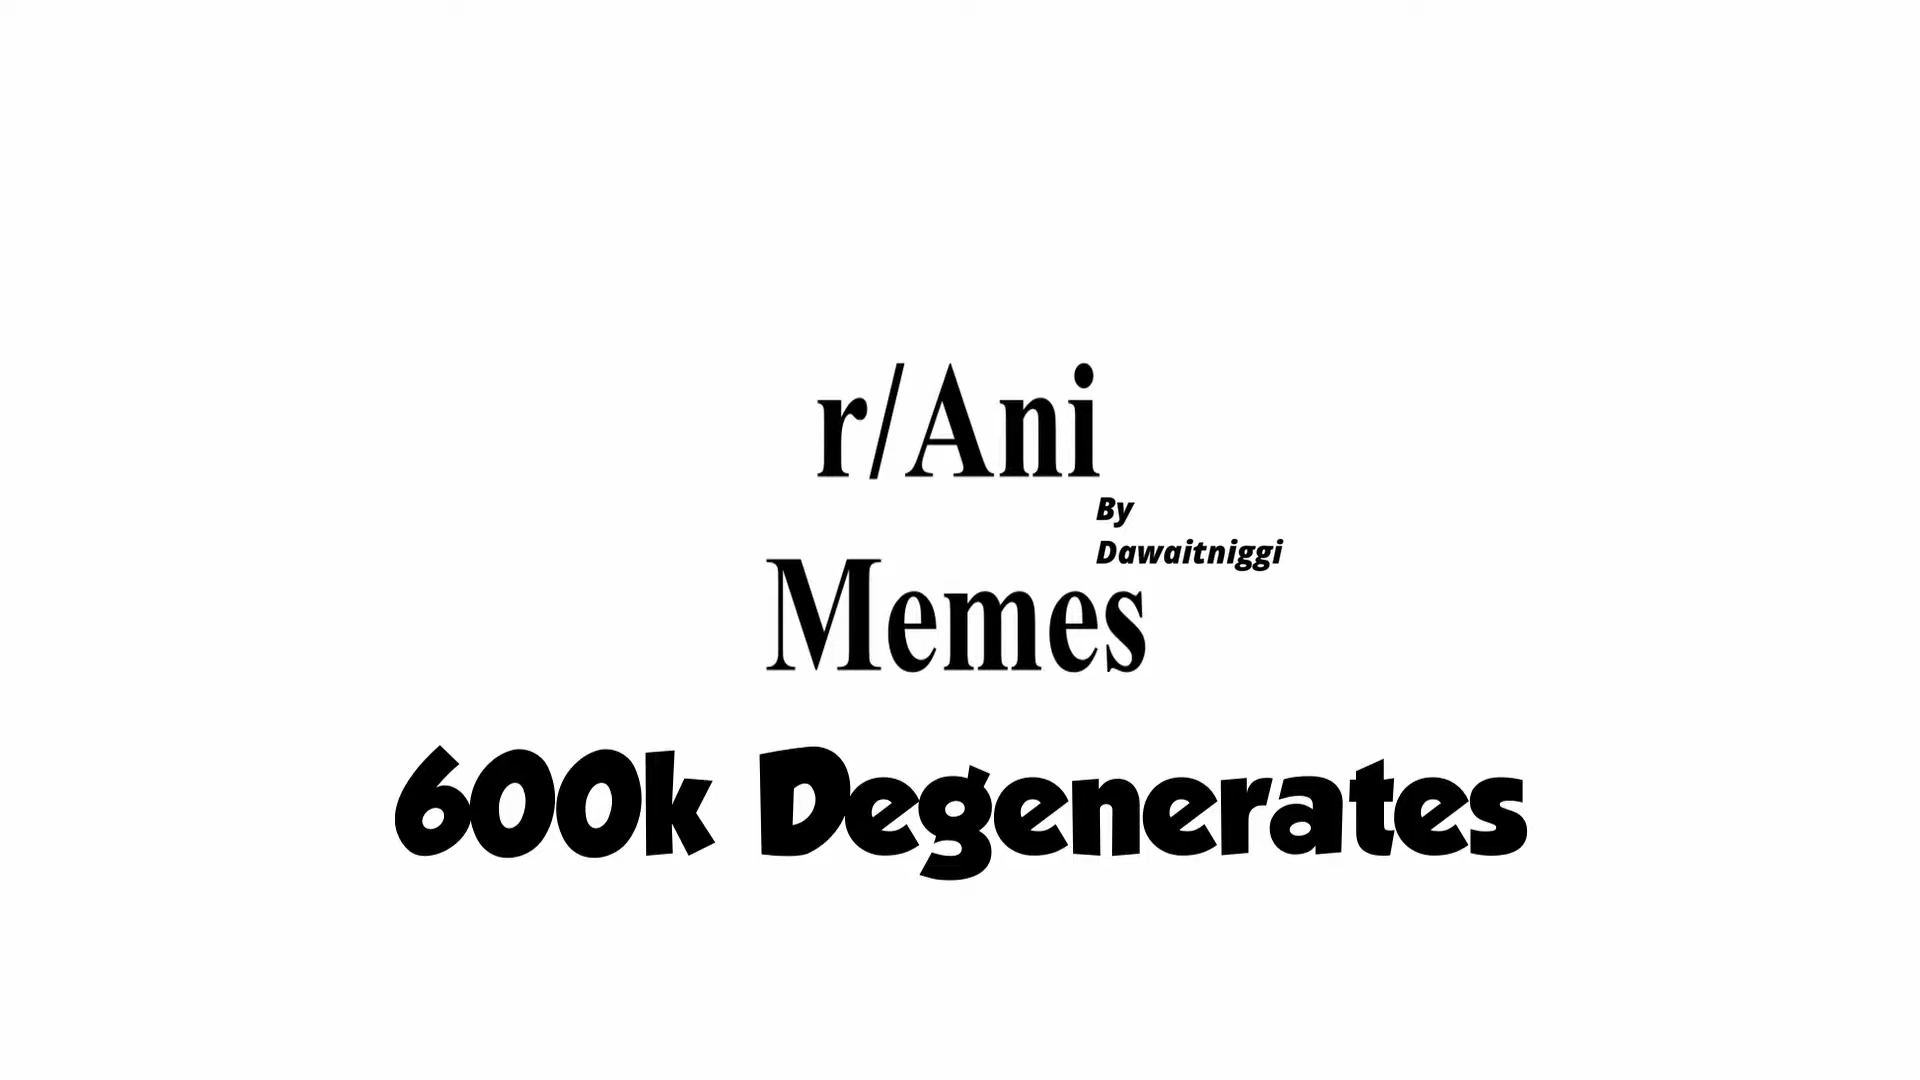 r/Ani
By
Dawaitniggi
Memes
600k Degenerates